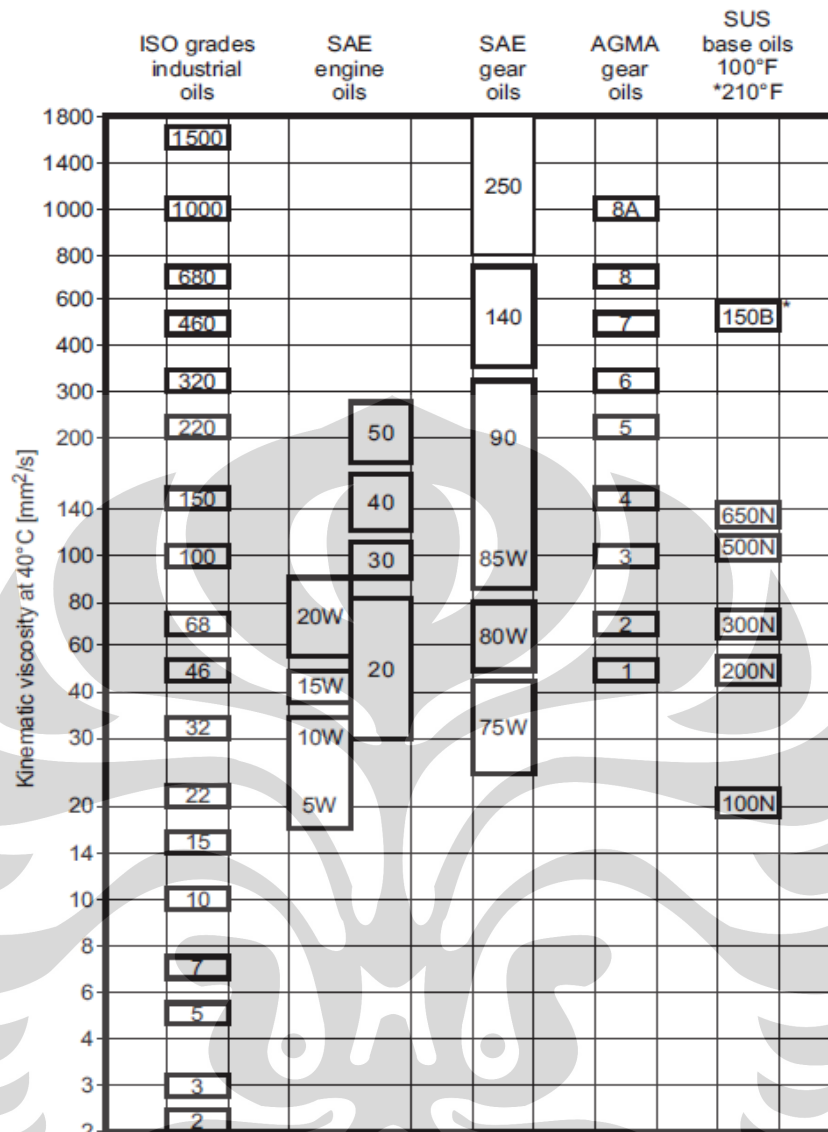 ISO grades
industrial
oils
SAE
engine
oils
SAE
gear
oils
AGMA
gear
oils
SUS
base oils
100°F
*210°F
Kinematic viscosity at 40°C [mm²/s]
1800
1400
1000
800
600
400
300
200
140
100
80
60
40
30
20
14
10
8
6
4
3
2
1500
1000
680
460
320
220
150
100
68
46
32
22
15
10
7
5
3
2
20W
15W
10W
5W
50
40
30
20
250
140
90
85W
80W
75W
8A
8
7
6
5
4
3
2
1
150B *
650N
500N
300N
200N
100N